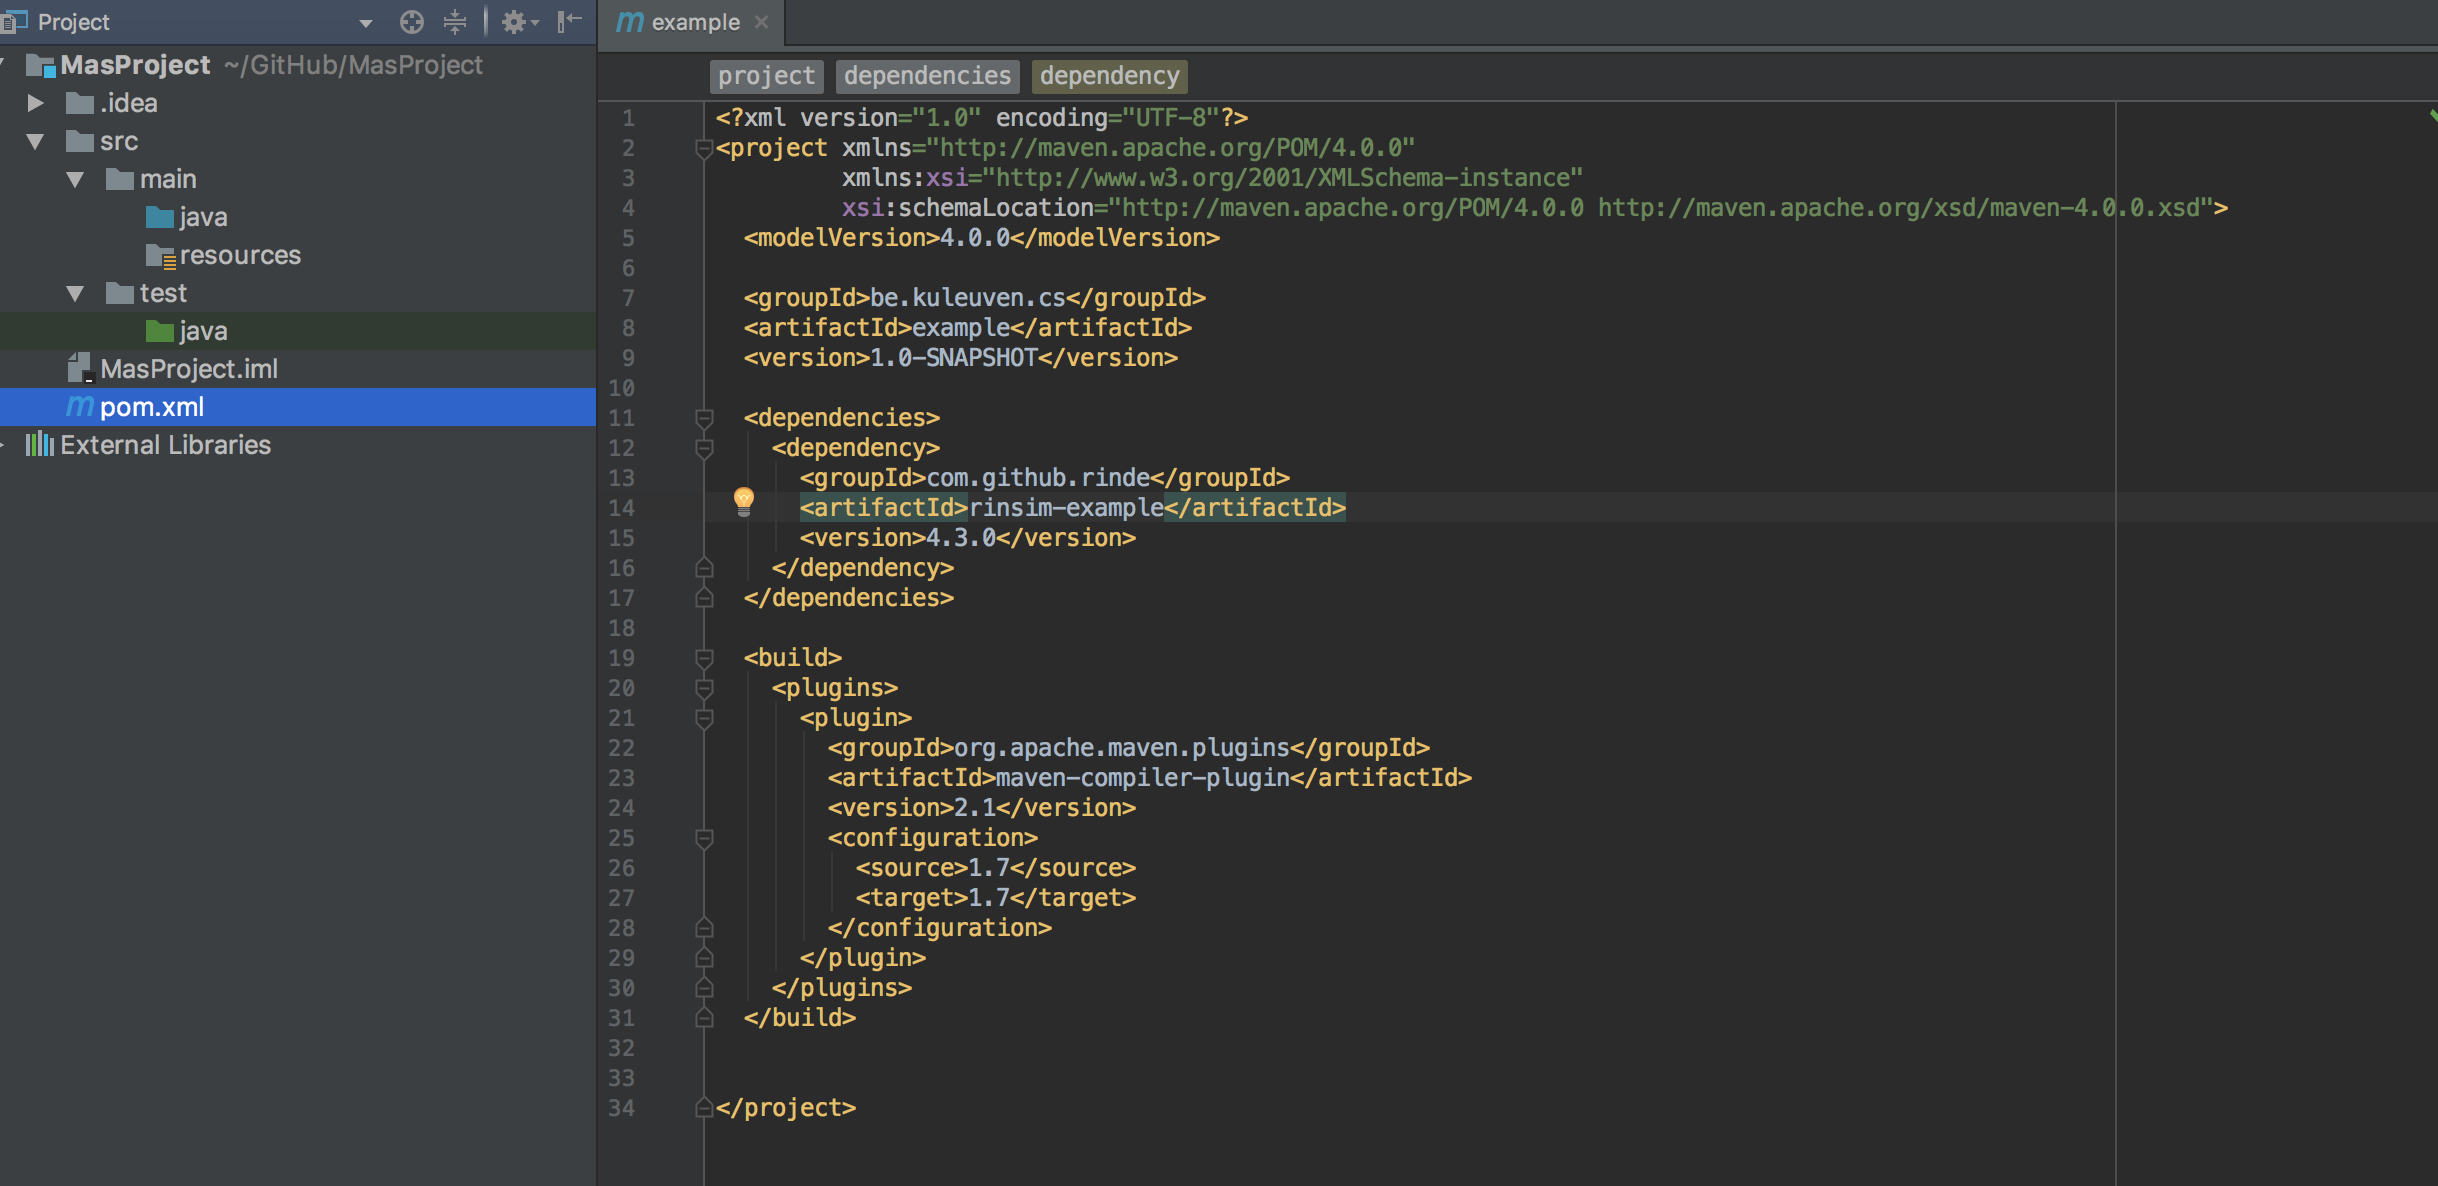 Project
MasProject ~/GitHub/MasProject
.idea
src
main
java
resources
test
java
MasProject.iml
m pom.xml
External Libraries
m example
project dependencies dependency
1 <?xml version="1.0" encoding="UTF-8"?>
2 <project xmlns="http://maven.apache.org/POM/4.0.0"
3 xmlns:xsi="http://www.w3.org/2001/XMLSchema-instance"
4 xsi:schemaLocation="http://maven.apache.org/POM/4.0.0 http://maven.apache.org/xsd/maven-4.0.0.xsd">
5 <modelVersion>4.0.0</modelVersion>
6
7 <groupId>be.kuleuven.cs</groupId>
8 <artifactId>example</artifactId>
9 <version>1.0-SNAPSHOT</version>
10
11 <dependencies>
12 <dependency>
13 <groupId>com.github.rinde</groupId>
14 <artifactId>rinsim-example</artifactId>
15 <version>4.3.0</version>
16 </dependency>
17 </dependencies>
18
19 <build>
20 <plugins>
21 <plugin>
22 <groupId>org.apache.maven.plugins</groupId>
23 <artifactId>maven-compiler-plugin</artifactId>
24 <version>2.1</version>
25 <configuration>
26 <source>1.7</source>
27 <target>1.7</target>
28 </configuration>
29 </plugin>
30 </plugins>
31 </build>
32
33
34 </project>